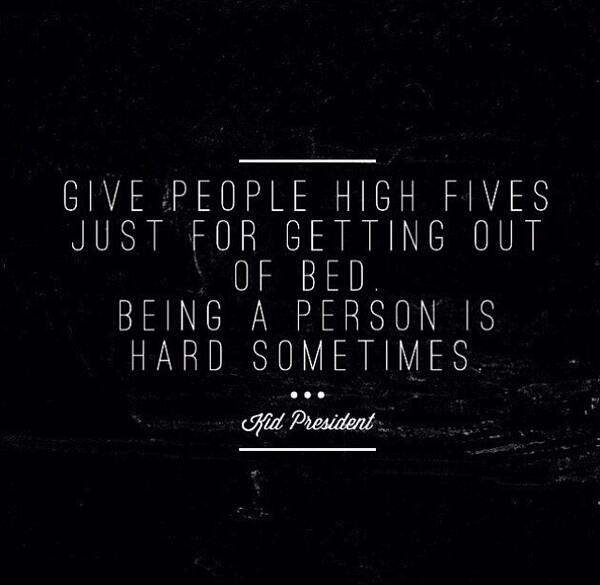 GIVE PEOPLE HIGH FIVES
JUST FOR GETTING OUT
OF BED.
BEING A PERSON IS
HARD SOMETIMES
...
Kid President